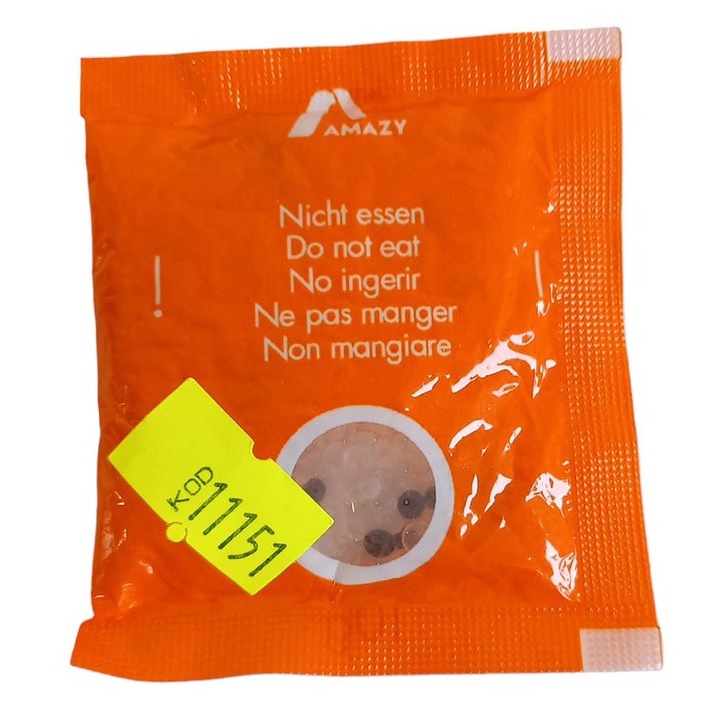 AMAZY
Nicht essen
Do not eat
No ingerir
! !
Ne pas manger
Non mangiare
KOD
11151